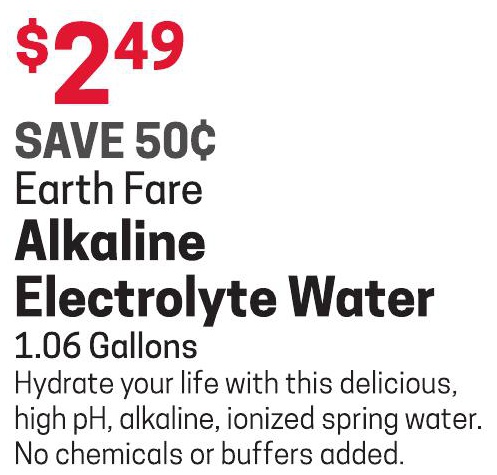 $2.49
SAVE 50¢
Earth Fare
Alkaline
Electrolyte Water
1.06 Gallons
Hydrate your life with this delicious,
high pH, alkaline, ionized spring water.
No chemicals or buffers added.